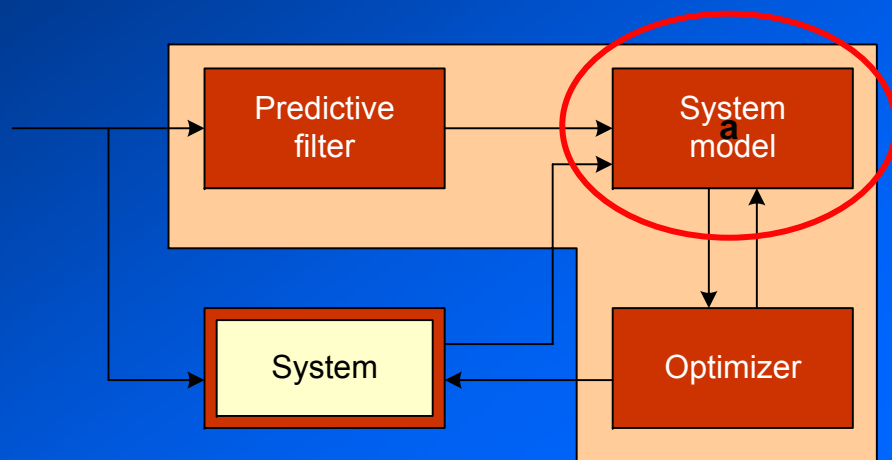 Predictive
filter
System
a
model
System
Optimizer